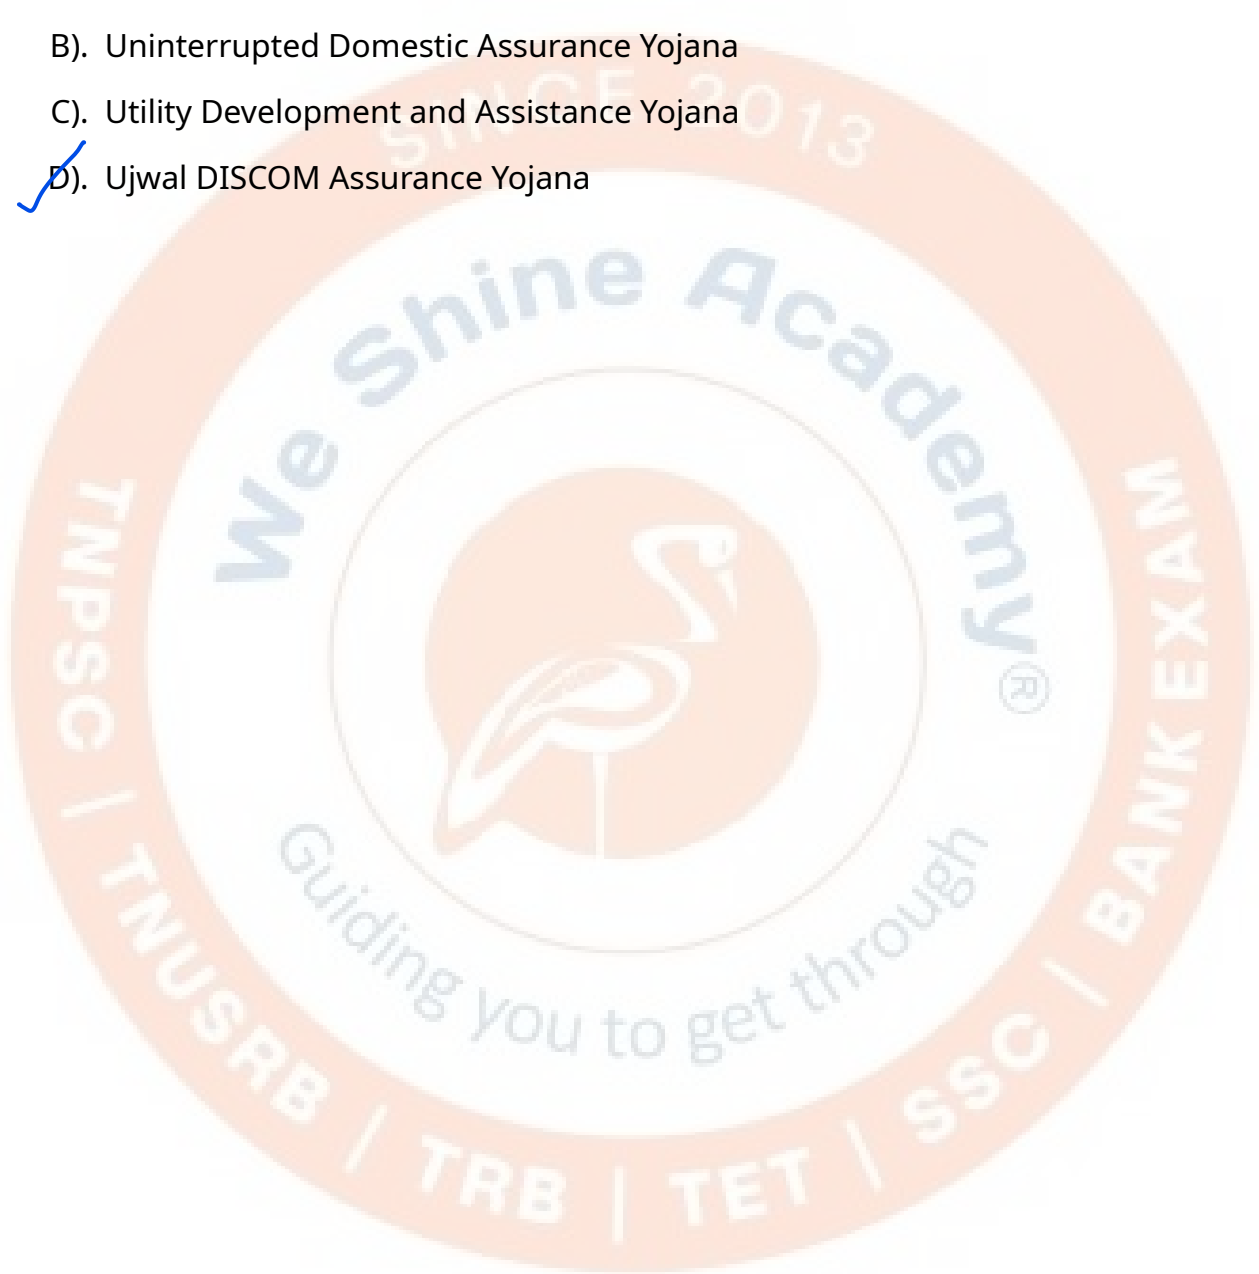 B). Uninterrupted Domestic Assurance Yojana
C). Utility Development and Assistance Yojana
D). Ujwal DISCOM Assurance Yojana
SINCE 2013
We Shine Academy®
Guiding you to get through
TNPSC | TNUSRB | TRB | TET | SSC | BANK EXAM